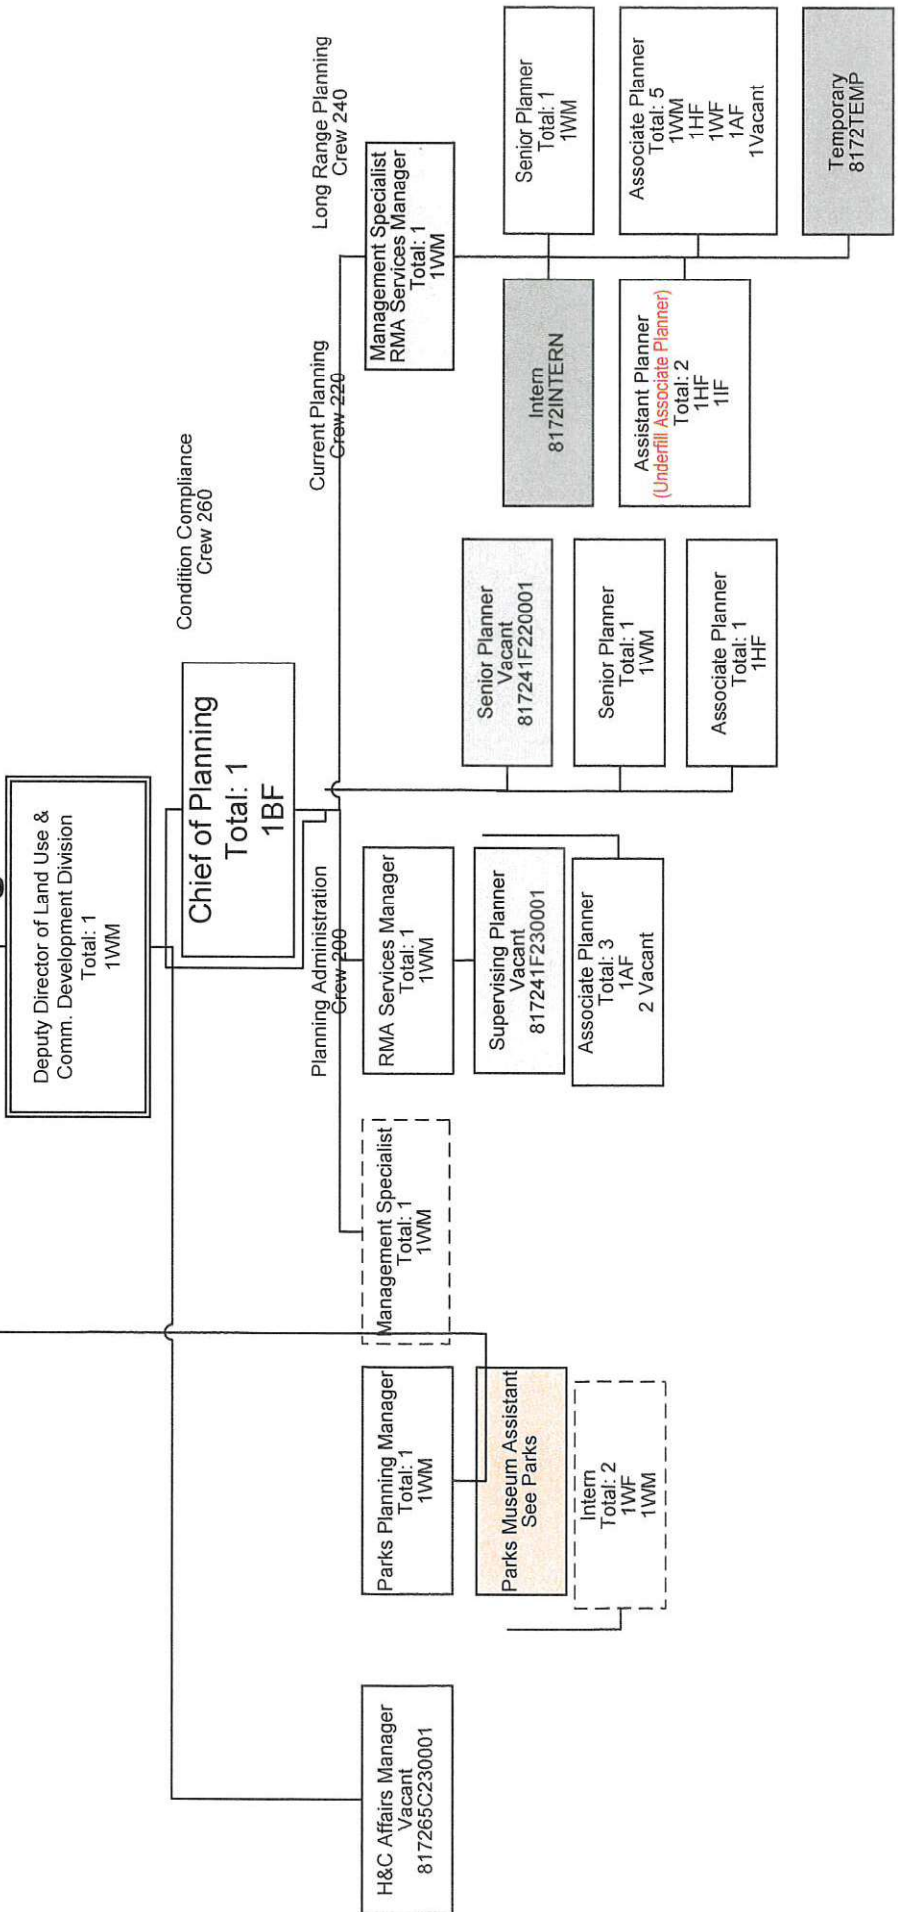 Deputy Director of Land Use &
Comm. Development Division
Total: 1
1WM
Chief of Planning
Total: 1
1BF
Condition Compliance
Crew 260
Planning Administration
Crew 200
Current Planning
Crew 220
Long Range Planning
Crew 240
H&C Affairs Manager
Vacant
817265C230001
Parks Planning Manager
Total: 1
1WM
Parks Museum Assistant
See Parks
Intern
Total: 2
1WF
1WM
Management Specialist
Total: 1
1WM
RMA Services Manager
Total: 1
1WM
Supervising Planner
Vacant
817241F230001
Associate Planner
Total: 3
1AF
2 Vacant
Senior Planner
Vacant
817241F220001
Senior Planner
Total: 1
1WM
Associate Planner
Total: 1
1HF
Management Specialist
RMA Services Manager
Total: 1
1WM
Intern
8172INTERN
Assistant Planner
(Underfill Associate Planner)
Total: 2
1HF
1IF
Senior Planner
Total: 1
1WM
Associate Planner
Total: 5
1WM
1HF
1WF
1AF
1Vacant
Temporary
8172TEMP